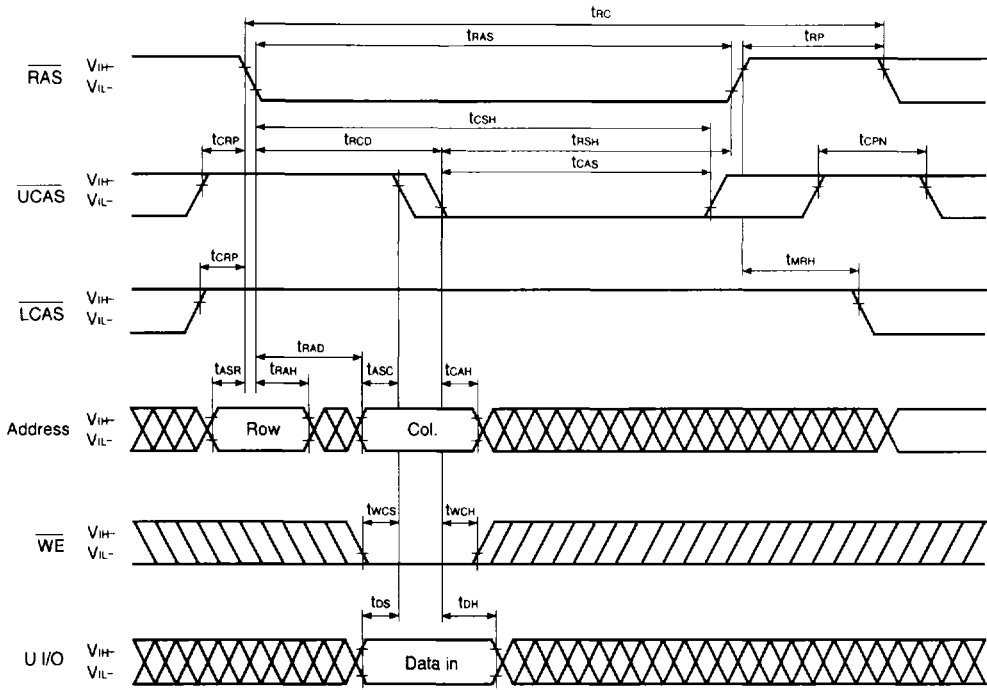 tRC
tRAS tRP
RAS VIH– VIL–
tCSH
tCRP tRCD tRSH tCPN
tCAS
UCAS VIH– VIL–
tCRP tMRH
LCAS VIH– VIL–
tRAD
tASR tRAH tASC tCAH
Address VIH– VIL– Row Col.
tWCS tWCH
WE VIH– VIL–
tDS tDH
U I/O VIH– VIL– Data in